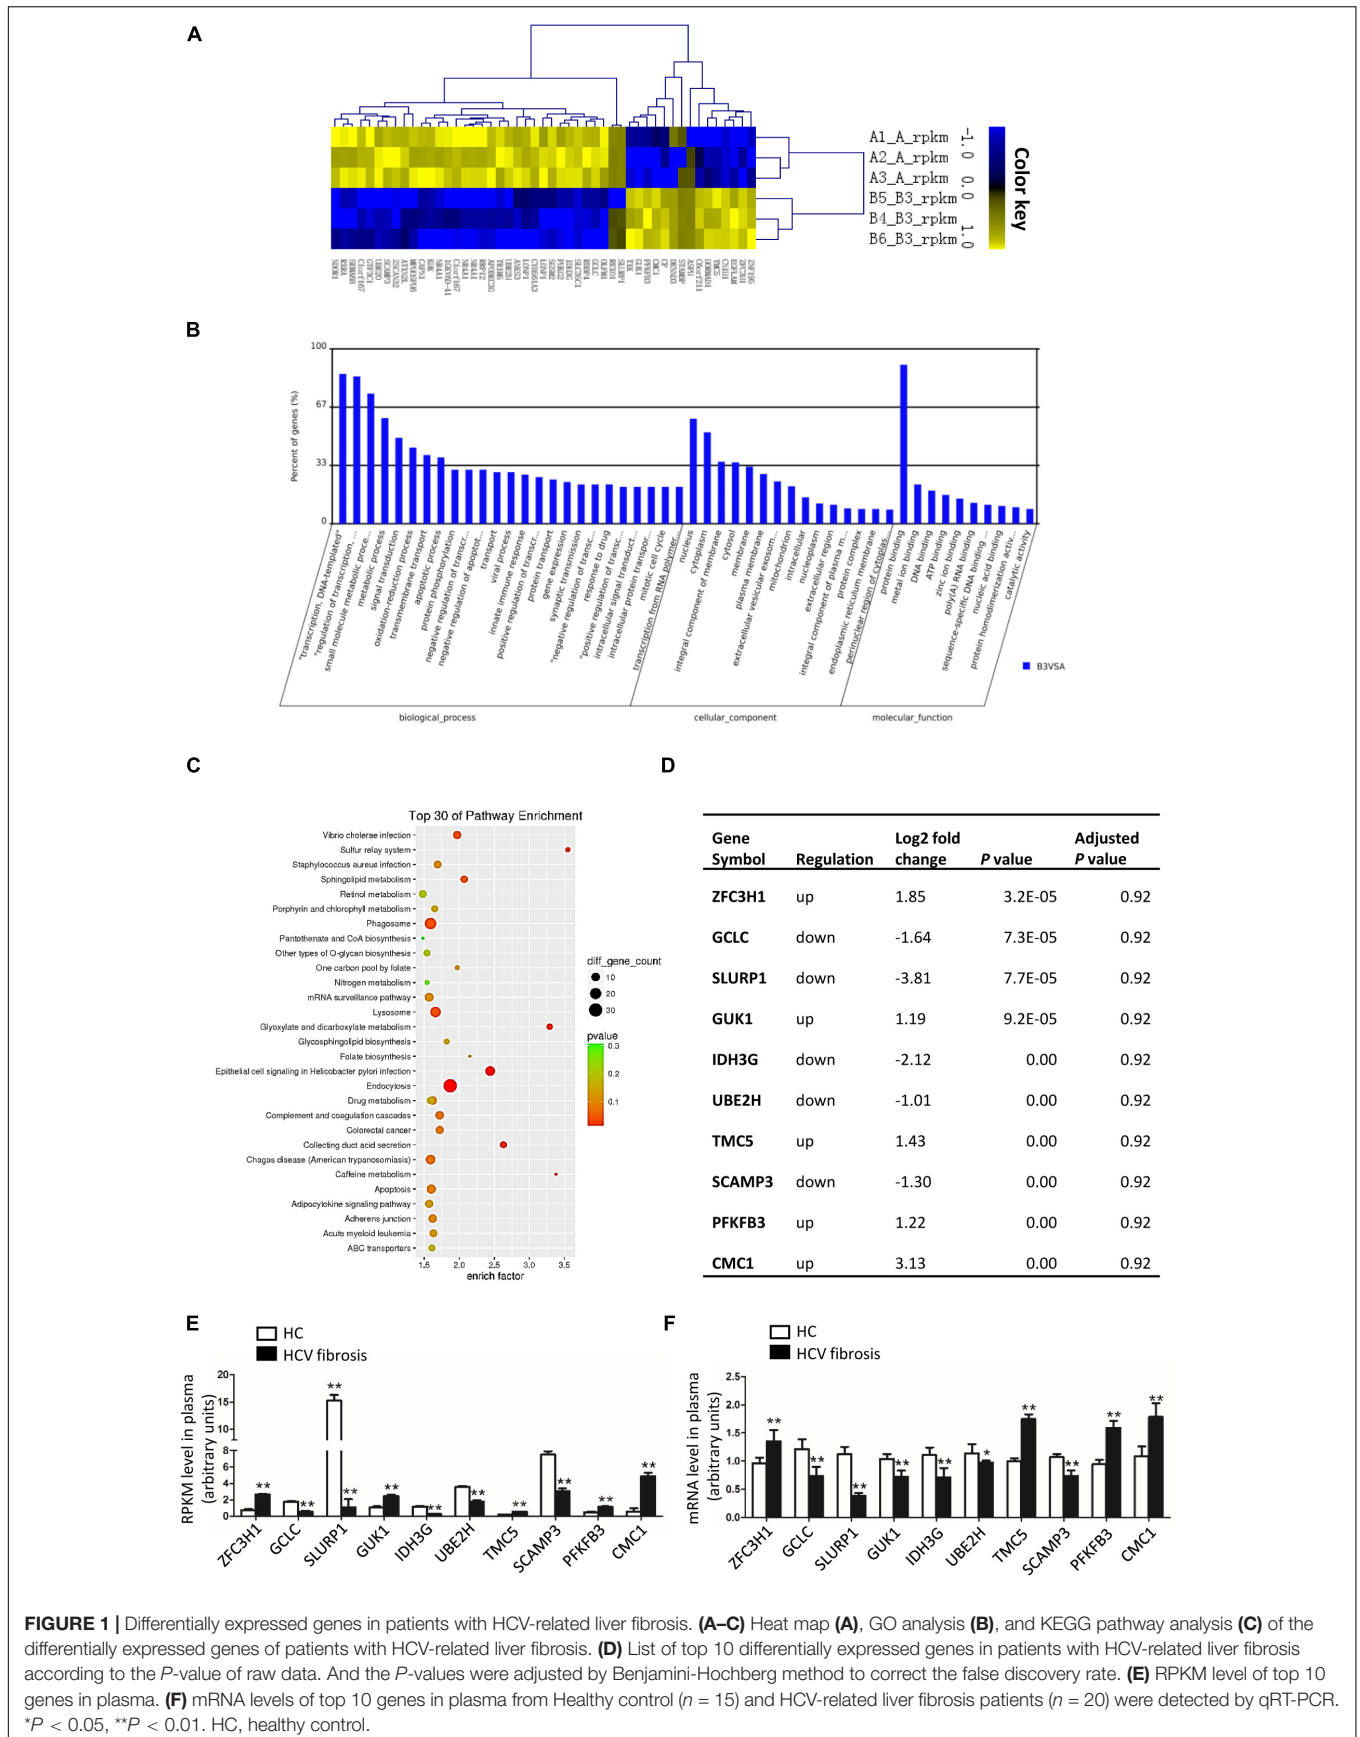 A
A1_A_rpkm
A2_A_rpkm
A3_A_rpkm
B5_B3_rpkm
B4_B3_rpkm
B6_B3_rpkm
-1.0
0.0
1.0
Color key
B
Percent of genes (%)
100
67
33
0
"transcription, DNA-templated"
"regulation of transcription, ...
small molecule metabolic proce...
metabolic process
signal transduction
oxidation-reduction process
transmembrane transport
apoptotic process
protein phosphorylation
negative regulation of transcr...
negative regulation of apoptot...
transport
viral process
innate immune response
positive regulation of transcr...
protein transport
gene expression
synaptic transmission
"negative regulation of transc...
response to drug
"positive regulation of transc...
intracellular signal transduct...
intracellular protein transpor...
mitotic cell cycle
transcription from RNA polymer...
nucleus
cytoplasm
integral component of membrane
cytosol
membrane
plasma membrane
extracellular vesicular exosom...
mitochondrion
intracellular
nucleoplasm
extracellular region
integral component of plasma m...
protein complex
endoplasmic reticulum membrane
perinuclear region of cytoplas...
protein binding
metal ion binding
DNA binding
ATP binding
zinc ion binding
poly(A) RNA binding
sequence-specific DNA binding ...
nucleic acid binding
protein homodimerization activ...
catalytic activity
B3VSA
biological_process
cellular_component
molecular_function
C
Top 30 of Pathway Enrichment
Vibrio cholerae infection
Sulfur relay system
Staphylococcus aureus infection
Sphingolipid metabolism
Retinol metabolism
Porphyrin and chlorophyll metabolism
Phagosome
Pantothenate and CoA biosynthesis
Other types of O-glycan biosynthesis
One carbon pool by folate
Nitrogen metabolism
mRNA surveillance pathway
Lysosome
Glyoxylate and dicarboxylate metabolism
Glycosphingolipid biosynthesis
Folate biosynthesis
Epithelial cell signaling in Helicobacter pylori infection
Endocytosis
Drug metabolism
Complement and coagulation cascades
Colorectal cancer
Collecting duct acid secretion
Chagas disease (American trypanosomiasis)
Caffeine metabolism
Apoptosis
Adipocytokine signaling pathway
Adherens junction
Acute myeloid leukemia
ABC transporters
1.5 2.0 2.5 3.0 3.5
enrich factor
diff_gene_count
10
20
30
pvalue
0.3
0.2
0.1
D
Gene Symbol Regulation Log2 fold change P value Adjusted P value
ZFC3H1 up 1.85 3.2E-05 0.92
GCLC down -1.64 7.3E-05 0.92
SLURP1 down -3.81 7.7E-05 0.92
GUK1 up 1.19 9.2E-05 0.92
IDH3G down -2.12 0.00 0.92
UBE2H down -1.01 0.00 0.92
TMC5 up 1.43 0.00 0.92
SCAMP3 down -1.30 0.00 0.92
PFKFB3 up 1.22 0.00 0.92
CMC1 up 3.13 0.00 0.92
E
HC
HCV fibrosis
RPKM level in plasma
(arbitrary units)
20
15
10
8
6
4
2
0
** ** ** ** ** ** ** ** ** ** **
ZFC3H1 GCLC SLURP1 GUK1 IDH3G UBE2H TMC5 SCAMP3 PFKFB3 CMC1
F
HC
HCV fibrosis
mRNA level in plasma
(arbitrary units)
2.5
2.0
1.5
1.0
0.5
0.0
** ** ** ** ** * ** ** ** **
ZFC3H1 GCLC SLURP1 GUK1 IDH3G UBE2H TMC5 SCAMP3 PFKFB3 CMC1
FIGURE 1 | Differentially expressed genes in patients with HCV-related liver fibrosis. (A–C) Heat map (A), GO analysis (B), and KEGG pathway analysis (C) of the
differentially expressed genes of patients with HCV-related liver fibrosis. (D) List of top 10 differentially expressed genes in patients with HCV-related liver fibrosis
according to the P-value of raw data. And the P-values were adjusted by Benjamini-Hochberg method to correct the false discovery rate. (E) RPKM level of top 10
genes in plasma. (F) mRNA levels of top 10 genes in plasma from Healthy control (n = 15) and HCV-related liver fibrosis patients (n = 20) were detected by qRT-PCR.
*P < 0.05, **P < 0.01. HC, healthy control.